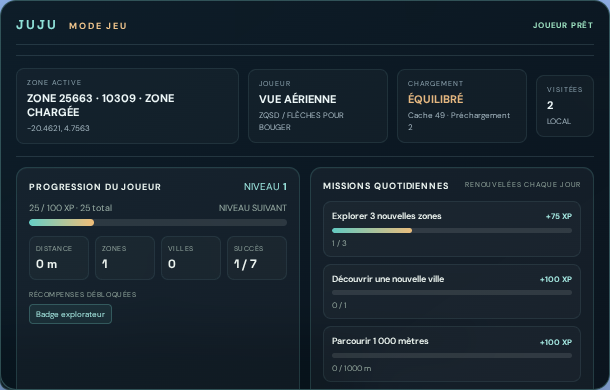 JUJU MODE JEU
JOUEUR PRÊT
ZONE ACTIVE
ZONE 25663 · 10309 · ZONE
CHARGÉE
-20.4621, 4.7563
JOUEUR
VUE AÉRIENNE
ZQSD / FLÈCHES POUR
BOUGER
CHARGEMENT
ÉQUILIBRÉ
Cache 49 · Préchargement
2
VISITÉES
2
LOCAL
PROGRESSION DU JOUEUR
NIVEAU 1
25 / 100 XP · 25 total
NIVEAU SUIVANT
DISTANCE
0 m
ZONES
1
VILLES
0
SUCCÈS
1 / 7
RÉCOMPENSES DÉBLOQUÉES
Badge explorateur
MISSIONS QUOTIDIENNES
RENOUVELÉES CHAQUE JOUR
Explorer 3 nouvelles zones
+75 XP
1 / 3
Découvrir une nouvelle ville
+100 XP
0 / 1
Parcourir 1 000 mètres
+100 XP
0 / 1000 m